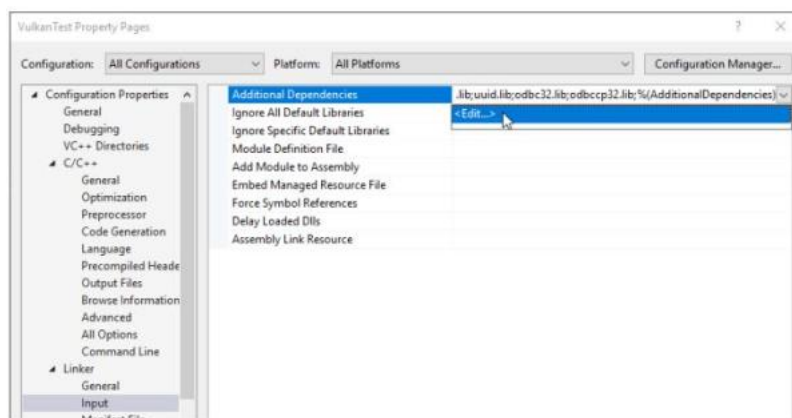 VulkanTest Property Pages
? ×
Configuration: All Configurations Platform: All Platforms Configuration Manager...
Configuration Properties
General
Debugging
VC++ Directories
C/C++
General
Optimization
Preprocessor
Code Generation
Language
Precompiled Heade
Output Files
Browse Information
Advanced
All Options
Command Line
Linker
General
Input
Manifest File
Additional Dependencies .lib;uuid.lib;odbc32.lib;odbccp32.lib;%(AdditionalDependencies)
<Edit...>
Ignore All Default Libraries
Ignore Specific Default Libraries
Module Definition File
Add Module to Assembly
Embed Managed Resource File
Force Symbol References
Delay Loaded Dlls
Assembly Link Resource